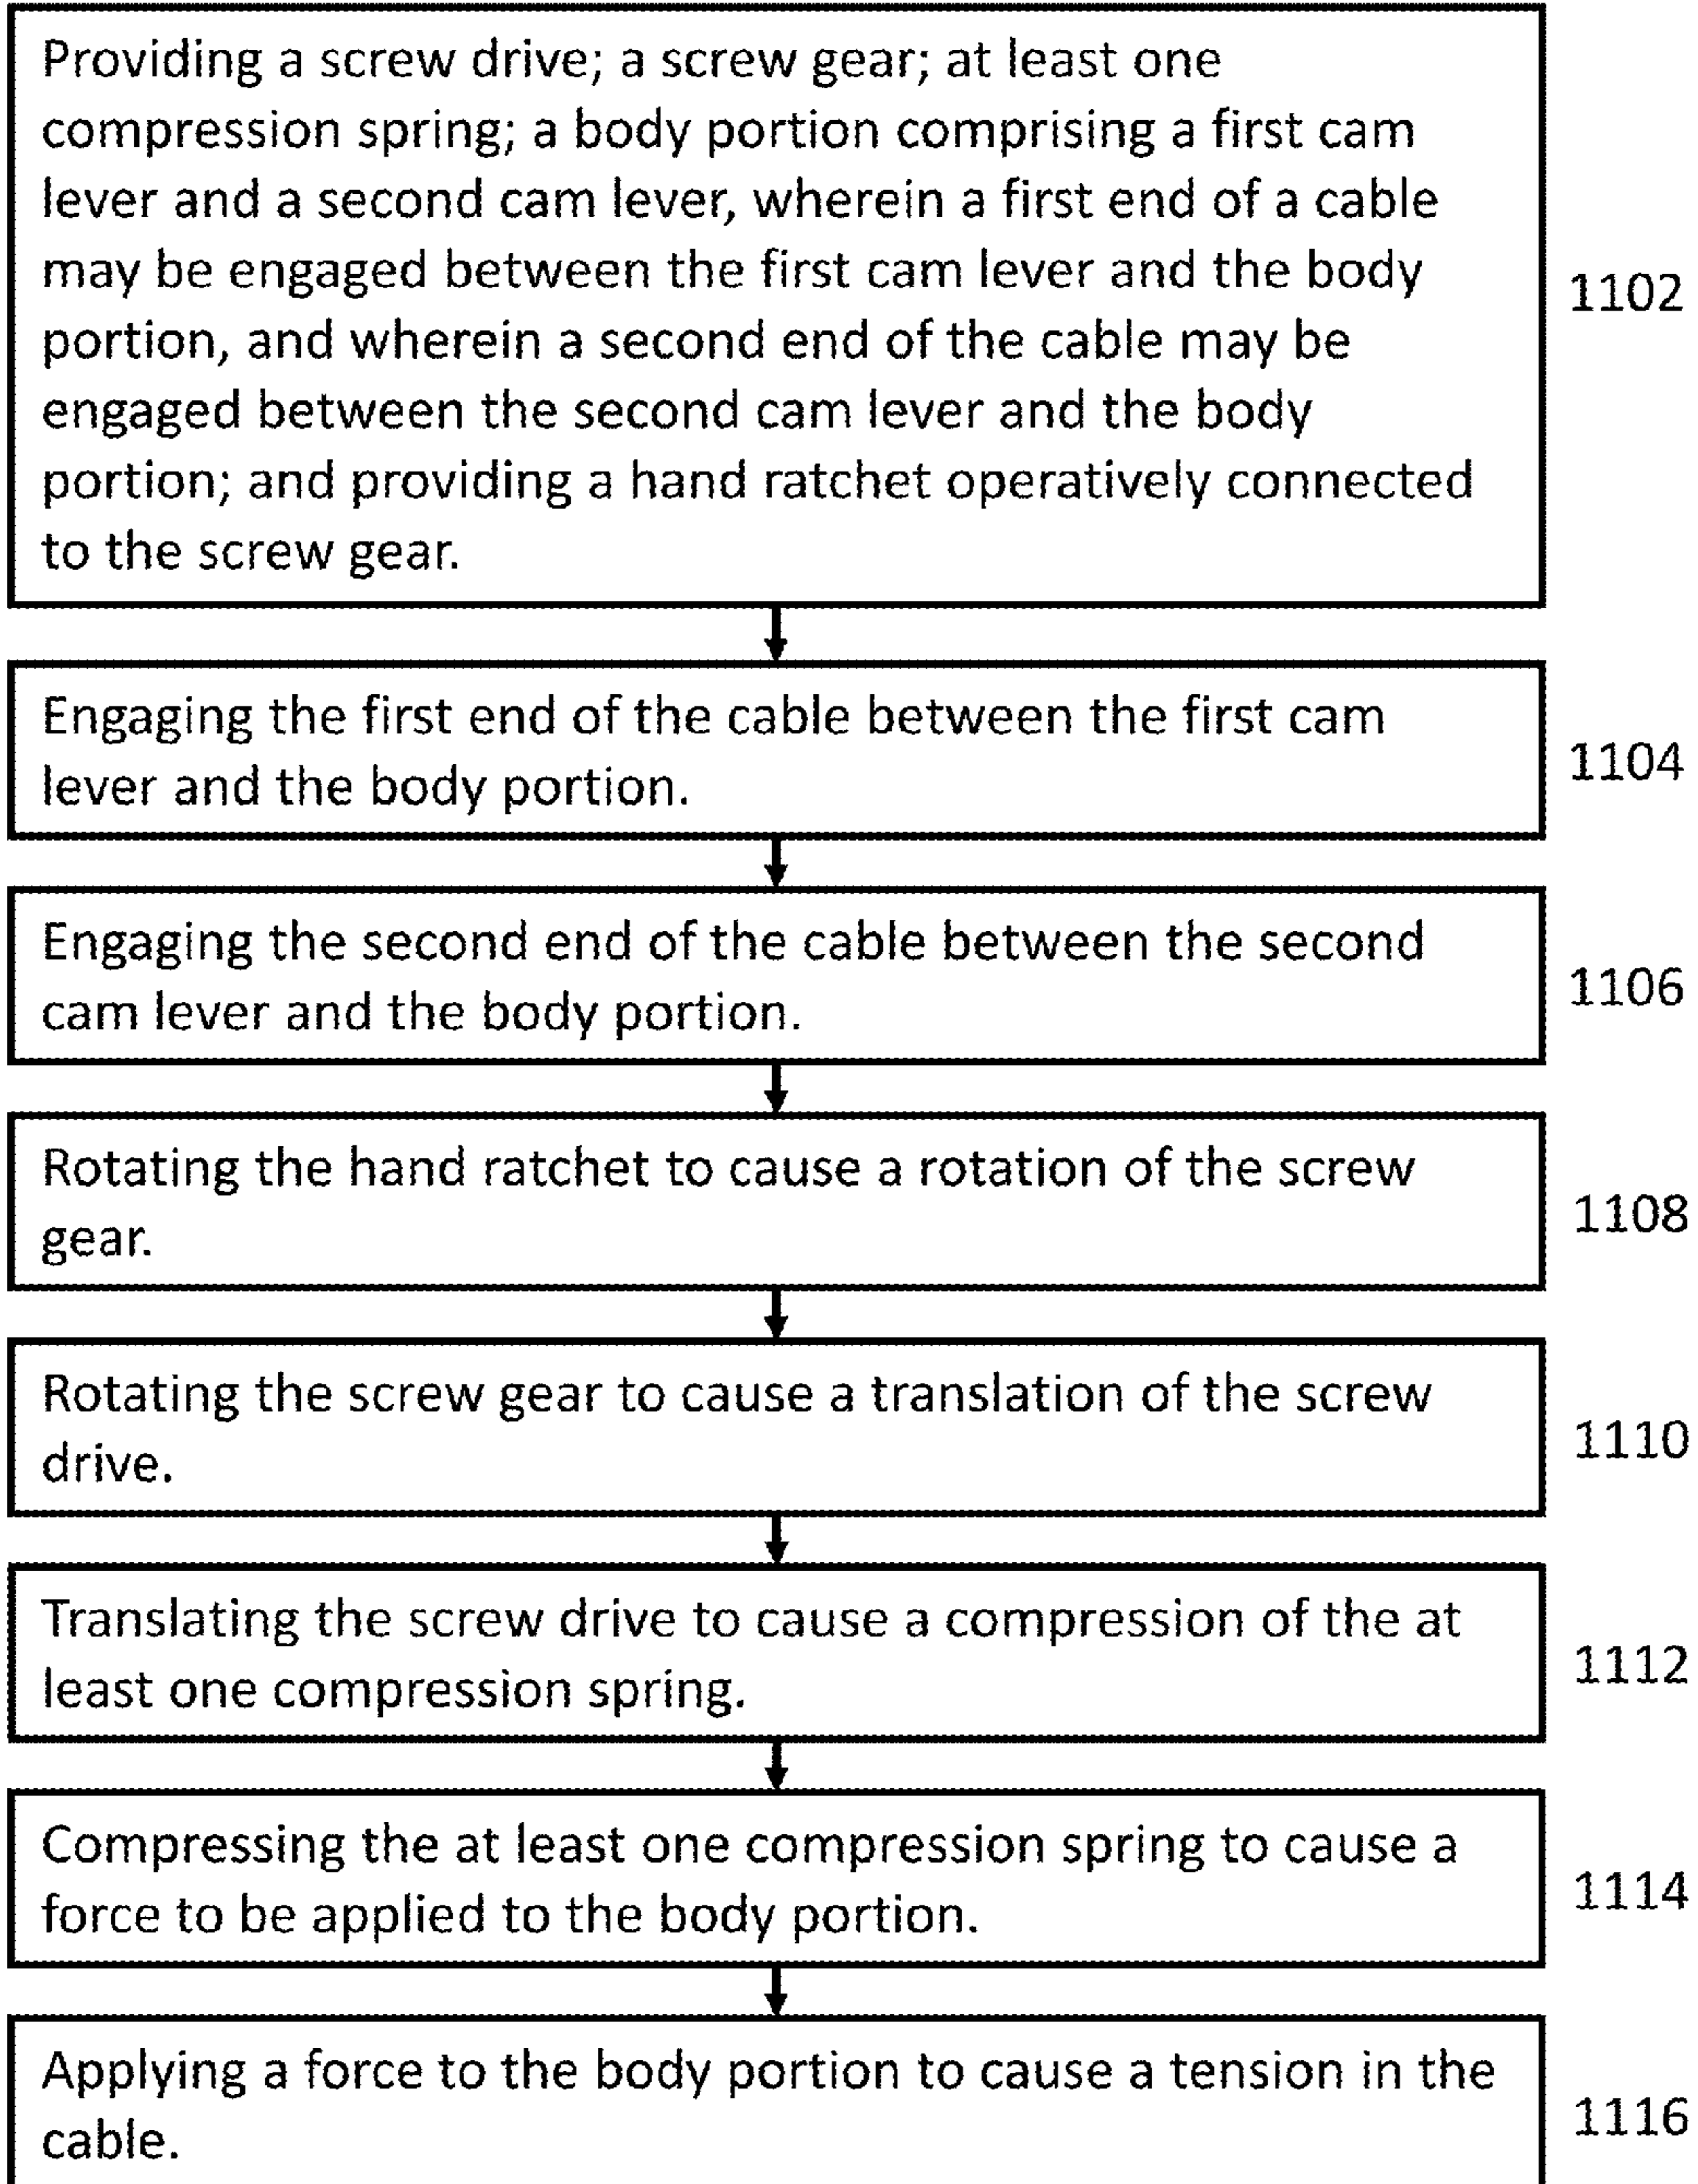 Providing a screw drive; a screw gear; at least one
compression spring; a body portion comprising a first cam
lever and a second cam lever, wherein a first end of a cable
may be engaged between the first cam lever and the body
portion, and wherein a second end of the cable may be
engaged between the second cam lever and the body
portion; and providing a hand ratchet operatively connected
to the screw gear.
1102
Engaging the first end of the cable between the first cam
lever and the body portion.
1104
Engaging the second end of the cable between the second
cam lever and the body portion.
1106
Rotating the hand ratchet to cause a rotation of the screw
gear.
1108
Rotating the screw gear to cause a translation of the screw
drive.
1110
Translating the screw drive to cause a compression of the at
least one compression spring.
1112
Compressing the at least one compression spring to cause a
force to be applied to the body portion.
1114
Applying a force to the body portion to cause a tension in the
cable.
1116